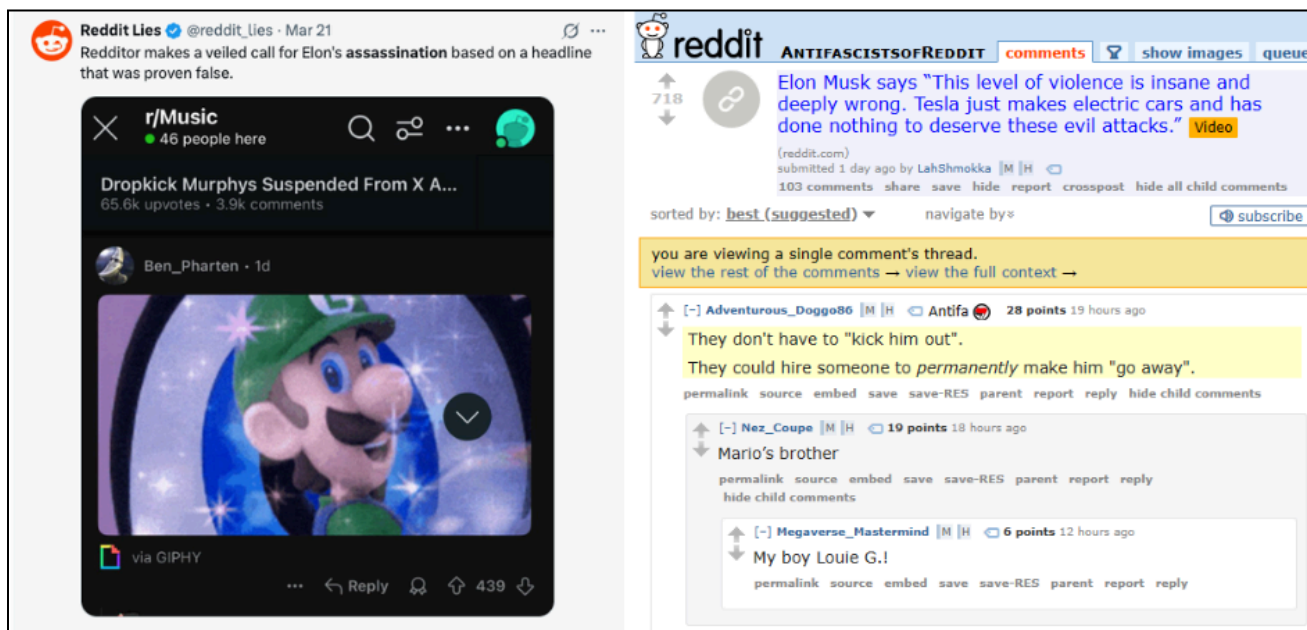 Reddit Lies @reddit_lies · Mar 21
Redditor makes a veiled call for Elon's assassination based on a headline
that was proven false.
r/Music
46 people here
Dropkick Murphys Suspended From X A...
65.6k upvotes • 3.9k comments
Ben_Pharten • 1d
via GIPHY
... Reply 439
reddit ANTIFASCISTSOFREDDIT comments show images queue
718
Elon Musk says “This level of violence is insane and
deeply wrong. Tesla just makes electric cars and has
done nothing to deserve these evil attacks.” Video
(reddit.com)
submitted 1 day ago by LahShmokka M H
103 comments share save hide report crosspost hide all child comments
sorted by: best (suggested) navigate by
subscribe
you are viewing a single comment's thread.
view the rest of the comments → view the full context →
[-] Adventurous_Doggo86 M H Antifa 28 points 19 hours ago
They don't have to "kick him out".
They could hire someone to permanently make him "go away".
permalink source embed save save-RES parent report reply hide child comments
[-] Nez_Coupe M H 19 points 18 hours ago
Mario's brother
permalink source embed save save-RES parent report reply
hide child comments
[-] Megaverse_Mastermind M H 6 points 12 hours ago
My boy Louie G.!
permalink source embed save save-RES parent report reply